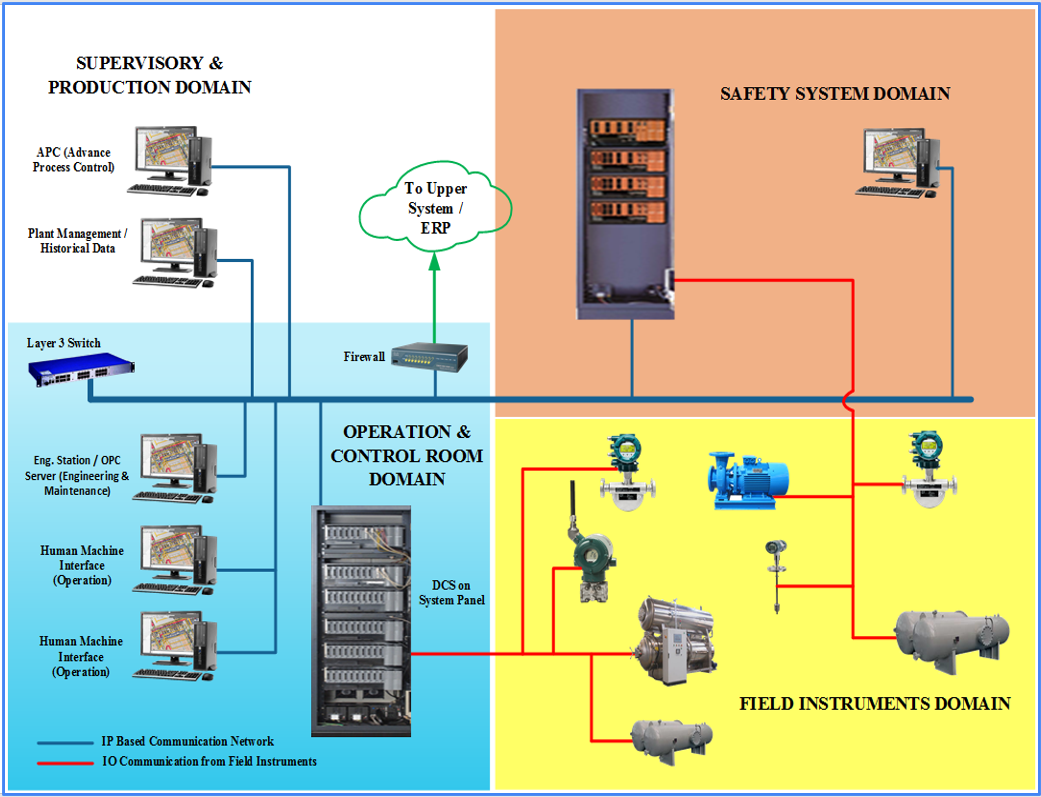 SUPERVISORY &
PRODUCTION DOMAIN
APC (Advance
Process Control)
Plant Management /
Historical Data
To Upper
System /
ERP
SAFETY SYSTEM DOMAIN
Layer 3 Switch
Firewall
OPERATION &
CONTROL ROOM
DOMAIN
Eng. Station / OPC
Server (Engineering &
Maintenance)
Human Machine
Interface
(Operation)
DCS on
System Panel
Human Machine
Interface
(Operation)
FIELD INSTRUMENTS DOMAIN
IP Based Communication Network
IO Communication from Field Instruments